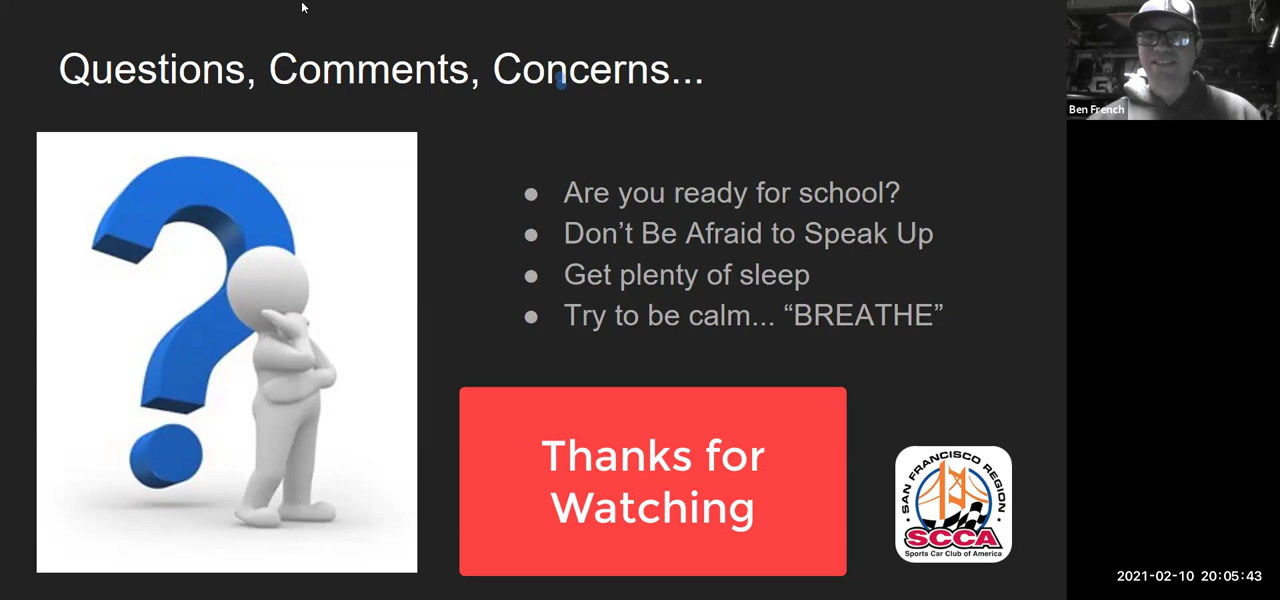 Questions, Comments, Concerns...
Ben French
● Are you ready for school?
● Don’t Be Afraid to Speak Up
● Get plenty of sleep
● Try to be calm... “BREATHE”
Thanks for
Watching
• SAN FRANCISCO REGION •
SCCA
Sports Car Club of America
2021-02-10 20:05:43